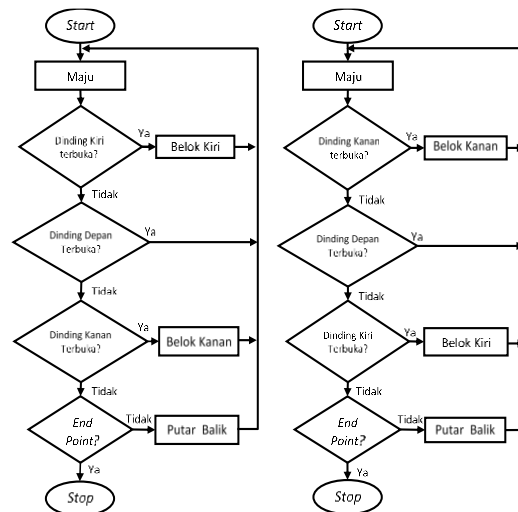 Start
Maju
Dinding Kiri
terbuka?
Ya
Belok Kiri
Tidak
Dinding Depan
Terbuka?
Ya
Tidak
Dinding Kanan
Terbuka?
Ya
Belok Kanan
Tidak
End
Point?
Tidak
Putar Balik
Ya
Stop
Start
Maju
Dinding Kanan
terbuka?
Ya
Belok Kanan
Tidak
Dinding Depan
Terbuka?
Ya
Tidak
Dinding Kiri
Terbuka?
Ya
Belok Kiri
Tidak
End
Point?
Tidak
Putar Balik
Ya
Stop